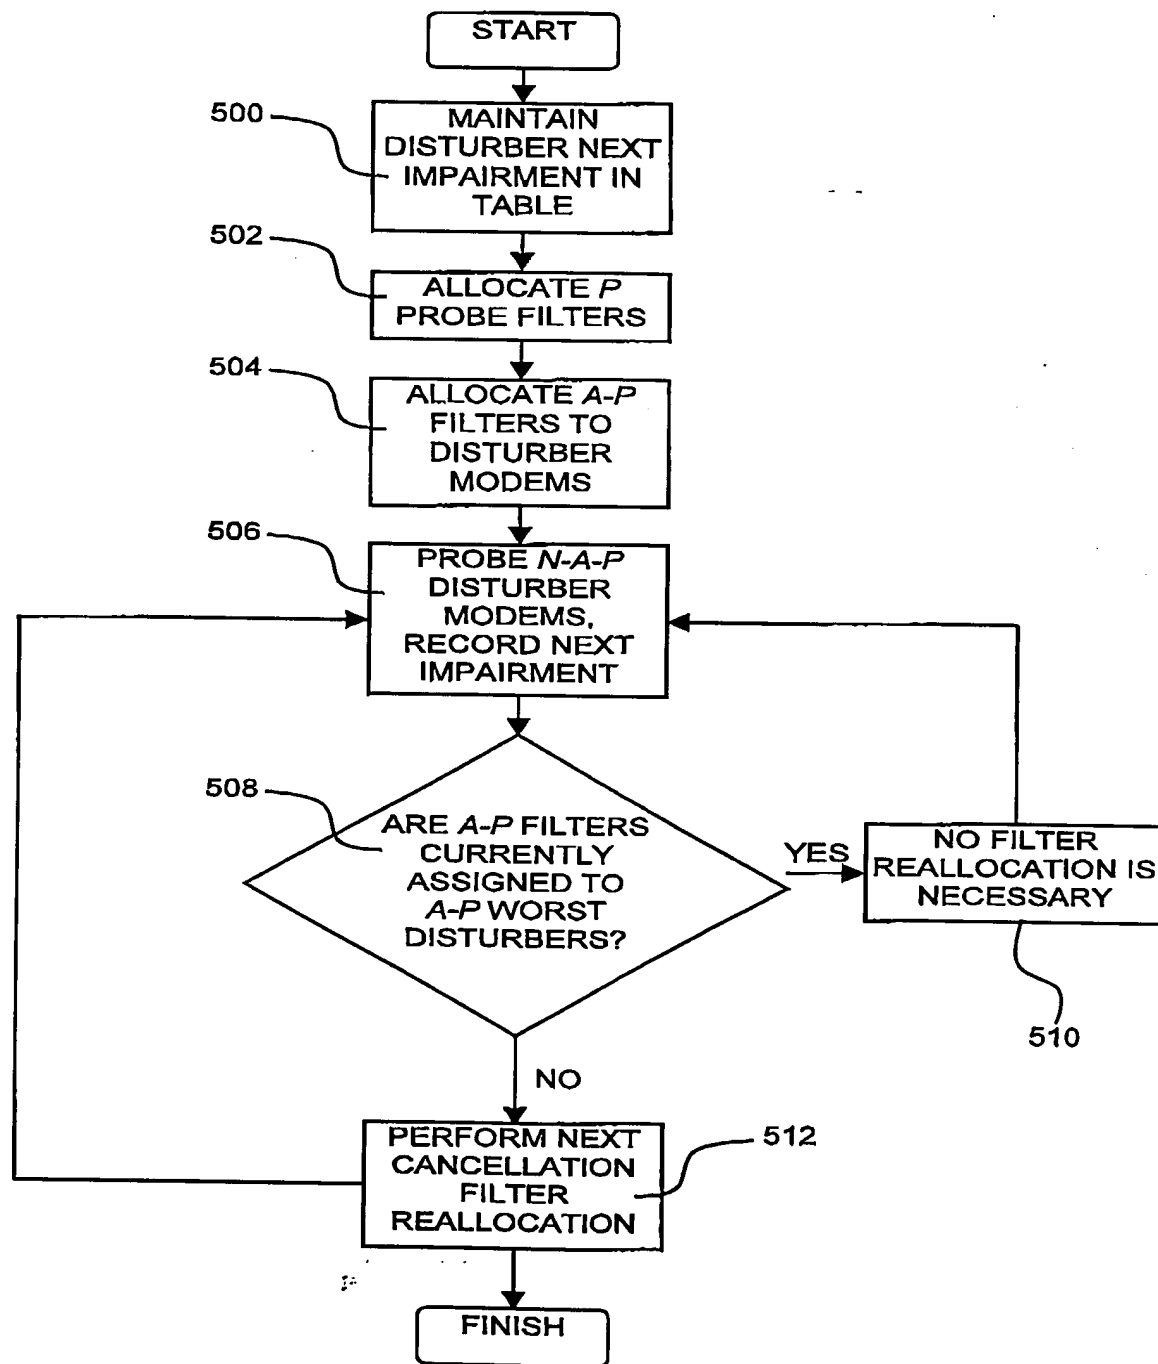 START
500
MAINTAIN
DISTURBER NEXT
IMPAIRMENT IN
TABLE
502
ALLOCATE P
PROBE FILTERS
504
ALLOCATE A-P
FILTERS TO
DISTURBER
MODEMS
506
PROBE N-A-P
DISTURBER
MODEMS,
RECORD NEXT
IMPAIRMENT
508
ARE A-P FILTERS
CURRENTLY
ASSIGNED TO
A-P WORST
DISTURBERS?
YES
NO FILTER
REALLOCATION IS
NECESSARY
510
NO
PERFORM NEXT
CANCELLATION
FILTER
REALLOCATION
512
FINISH